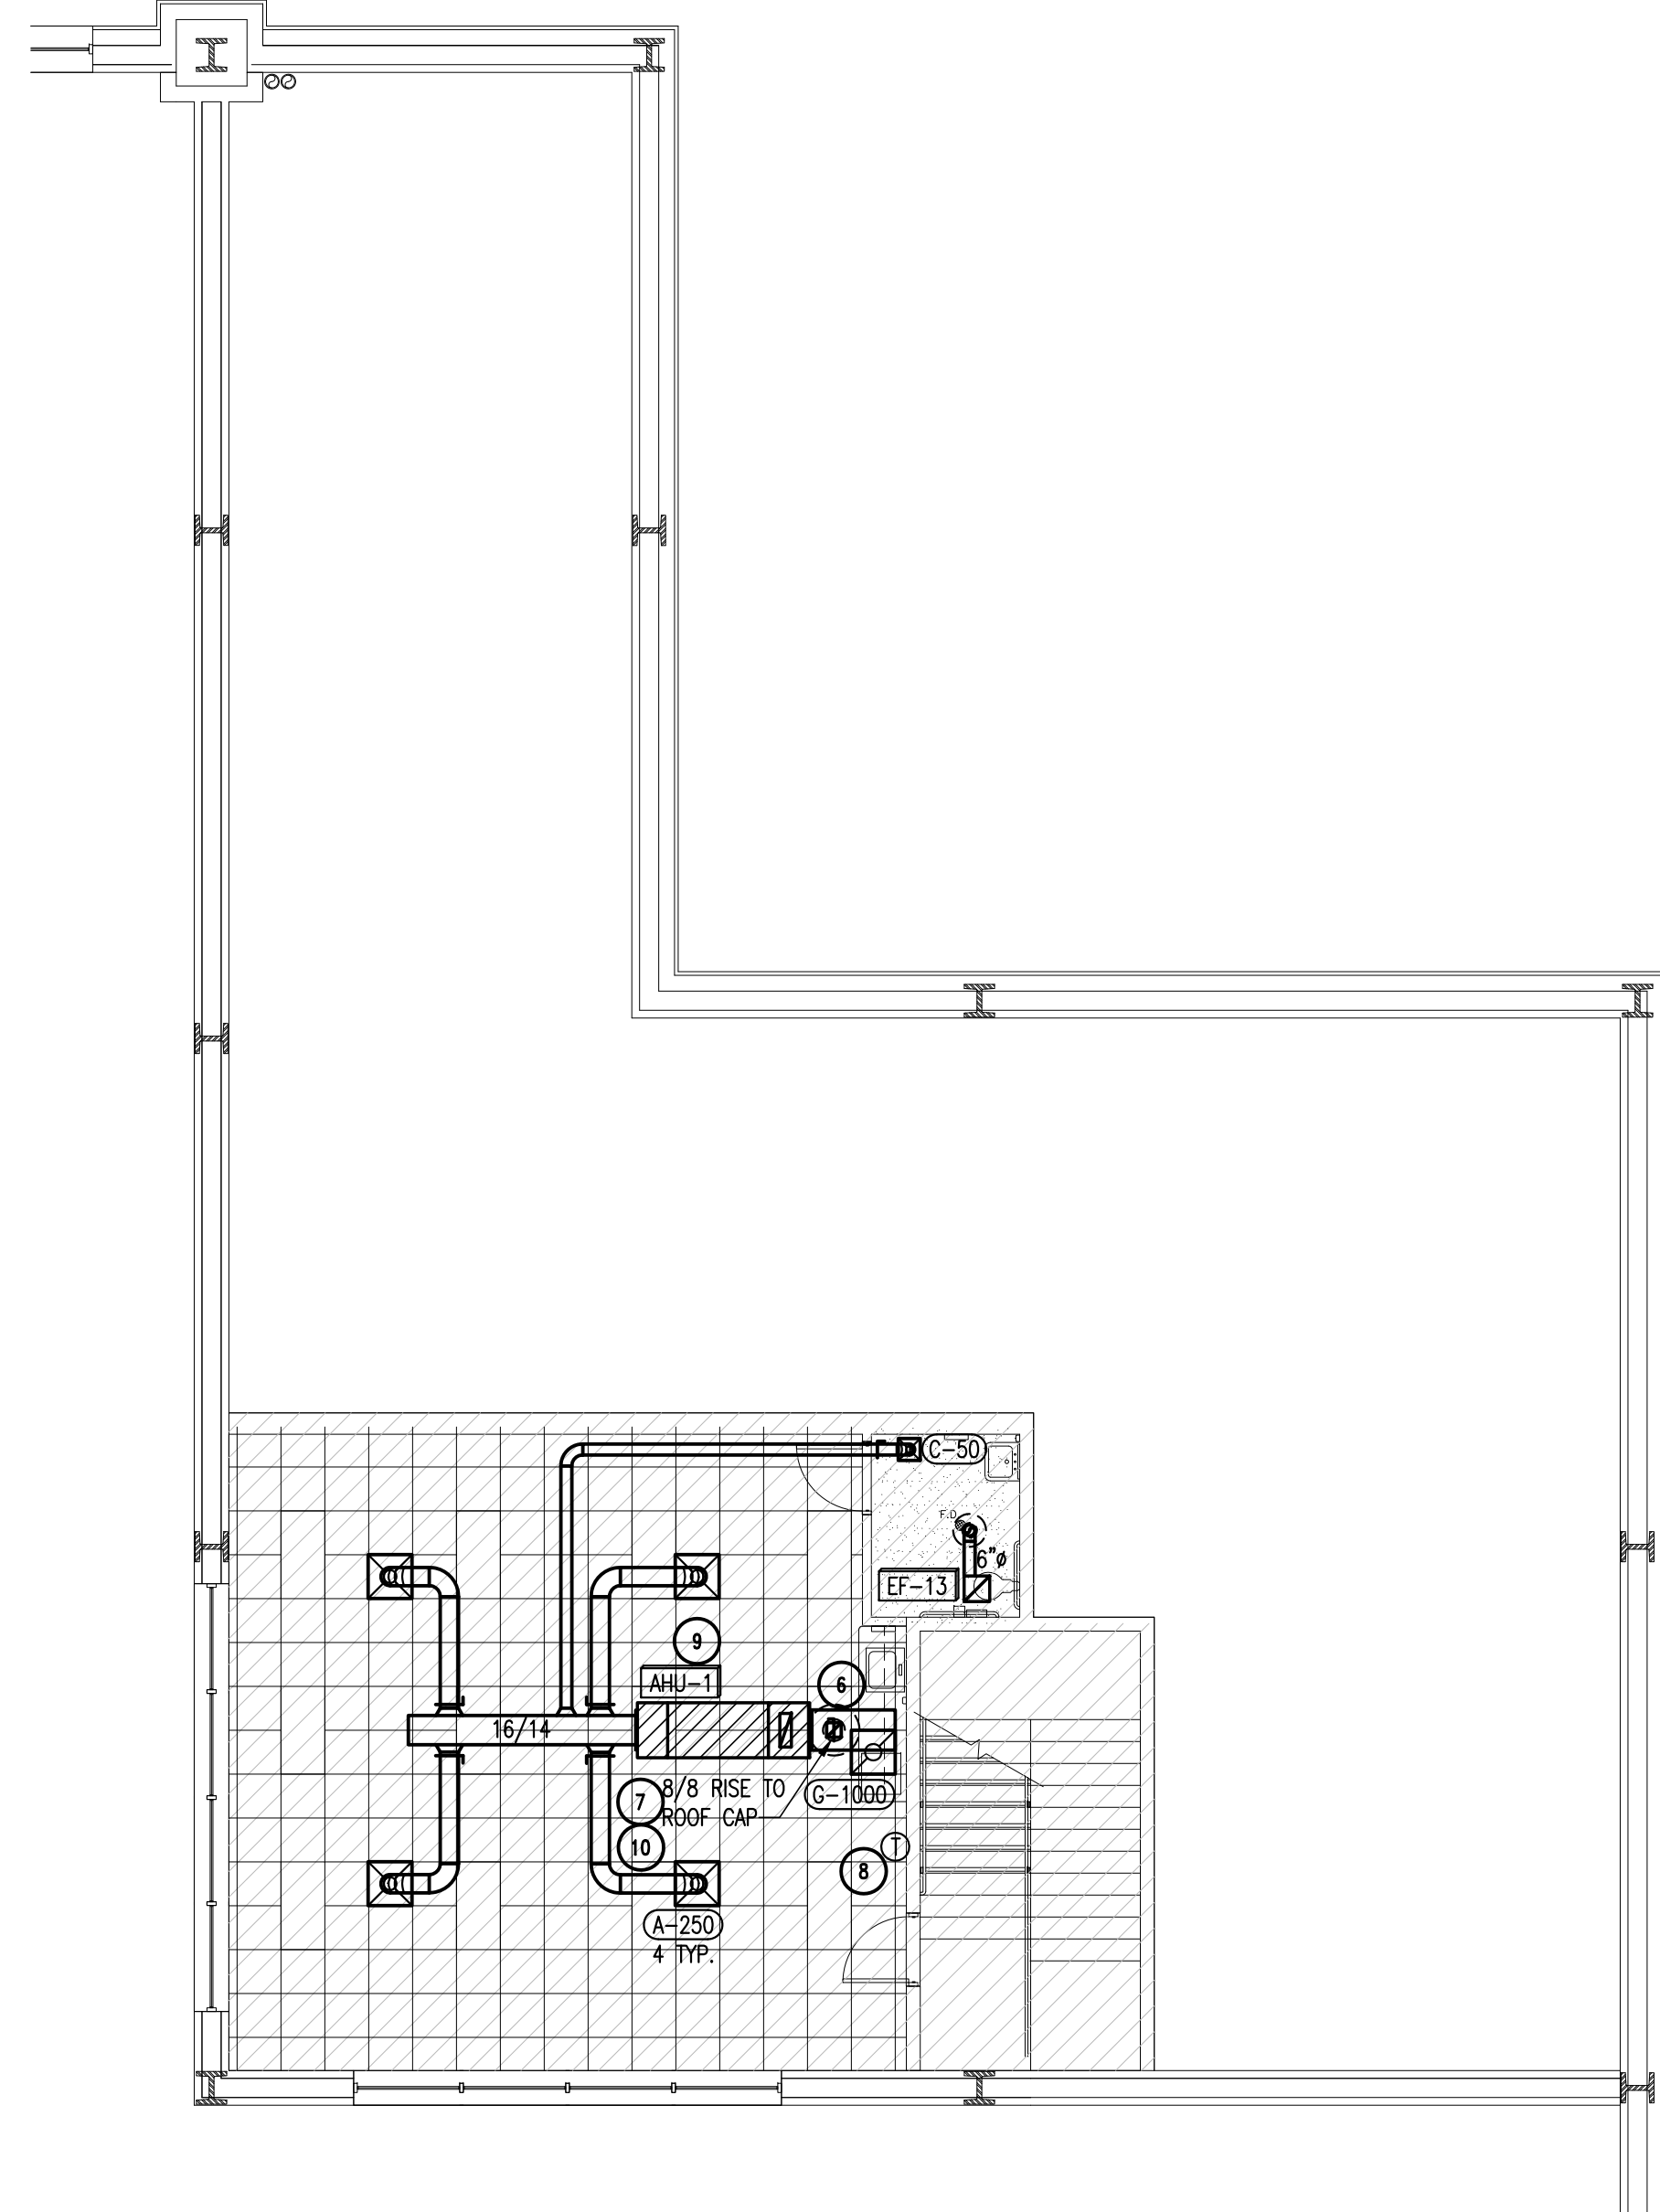 C-50
F.D
6"ø
EF-13
9
AHU-1
6
16/14
8/8 RISE TO
ROOF CAP
G-1000
7
10
T
8
A-250
4 TYP.